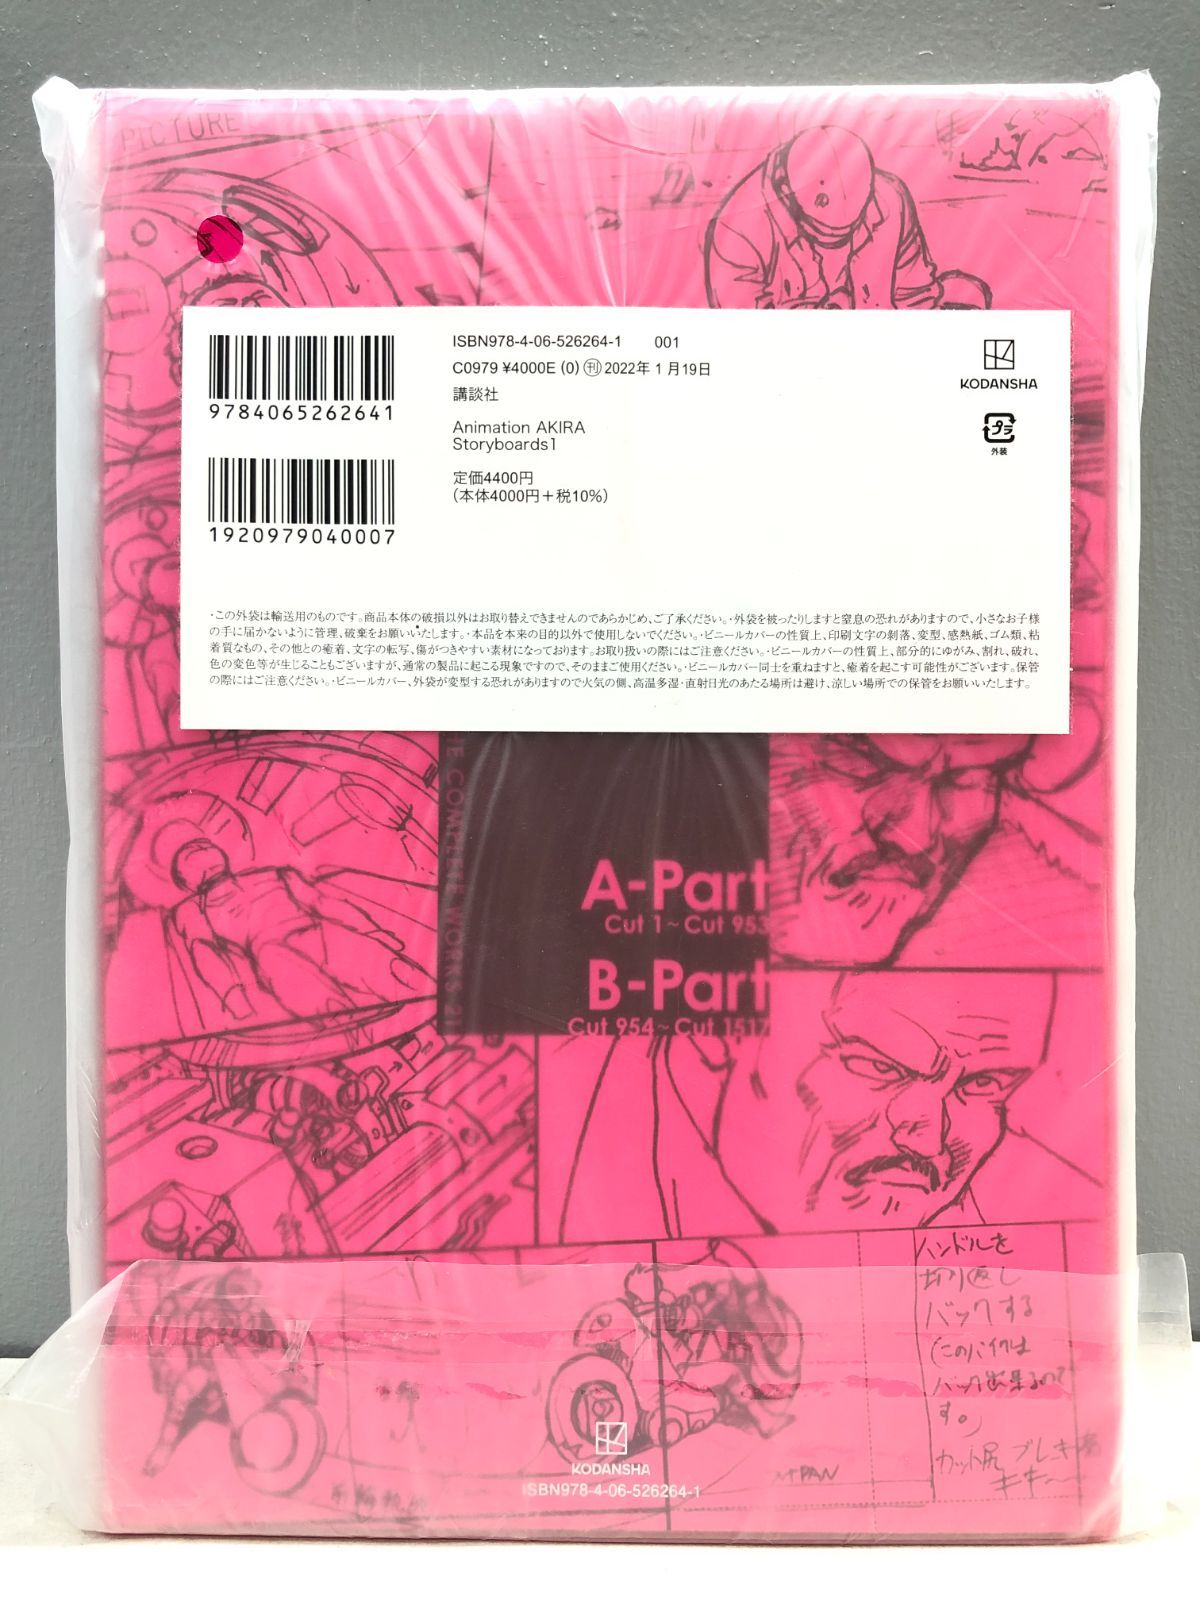 PICTURE
ISBN978-4-06-526264-1 001
C0979 ¥4000E (0) ㊞2022年1月19日
講談社
Animation AKIRA
Storyboards1
定価4400円
(本体4000円+税10%)
9784065262641
1920979040007
KODANSHA
プラ
外装
・この外袋は輸送用のものです。商品本体の破損以外はお取り替えできませんのであらかじめ、ご了承ください。・外袋を被ったりしますと窒息の恐れがありますので、小さなお子様
の手に届かないように管理、破棄をお願いいたします。・本品を本来の目的以外で使用しないでください。・ビニールカバーの性質上、印刷文字の剥落、変型、感熱紙、ゴム類、粘
着質なもの、その他との癒着、文字の転写、傷がつきやすい素材になっております。お取り扱いの際にはご注意ください。・ビニールカバーの性質上、部分的にゆがみ、割れ、破れ、
色の変色等が生じることもございますが、通常の製品に起こる現象ですので、そのままご使用ください。・ビニールカバー同士を重ねますと、癒着を起こす可能性がございます。保管
の際にはご注意ください。・ビニールカバー、外袋が変型する恐れがありますので火気の側、高温多湿・直射日光のあたる場所は避け、涼しい場所での保管をお願いいたします。
E COMPLETE WORKS 21
A-Part
Cut 1~Cut 953
B-Part
Cut 954~Cut 1517
ハンドルを
切り返し
バックする
(このバイクは
バック出来るので
す。)
カット尻 ブレーキ
キキー
KODANSHA
ISBN978-4-06-526264-1